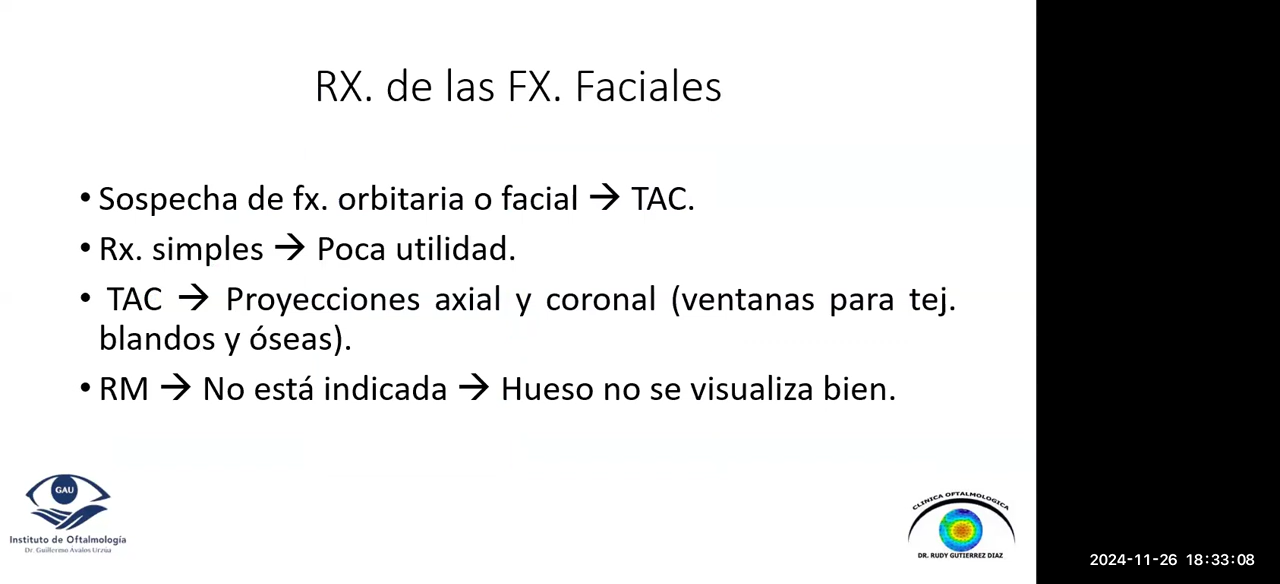 RX. de las FX. Faciales
• Sospecha de fx. orbitaria o facial → TAC.
• Rx. simples → Poca utilidad.
• TAC → Proyecciones axial y coronal (ventanas para tej.
blandos y óseas).
• RM → No está indicada → Hueso no se visualiza bien.
GAU
Instituto de Oftalmología
Dr. Guillermo Avalos Urzúa
CLINICA OFTALMOLOGICA
DR. RUDY GUTIERREZ DIAZ
2024-11-26 18:33:08